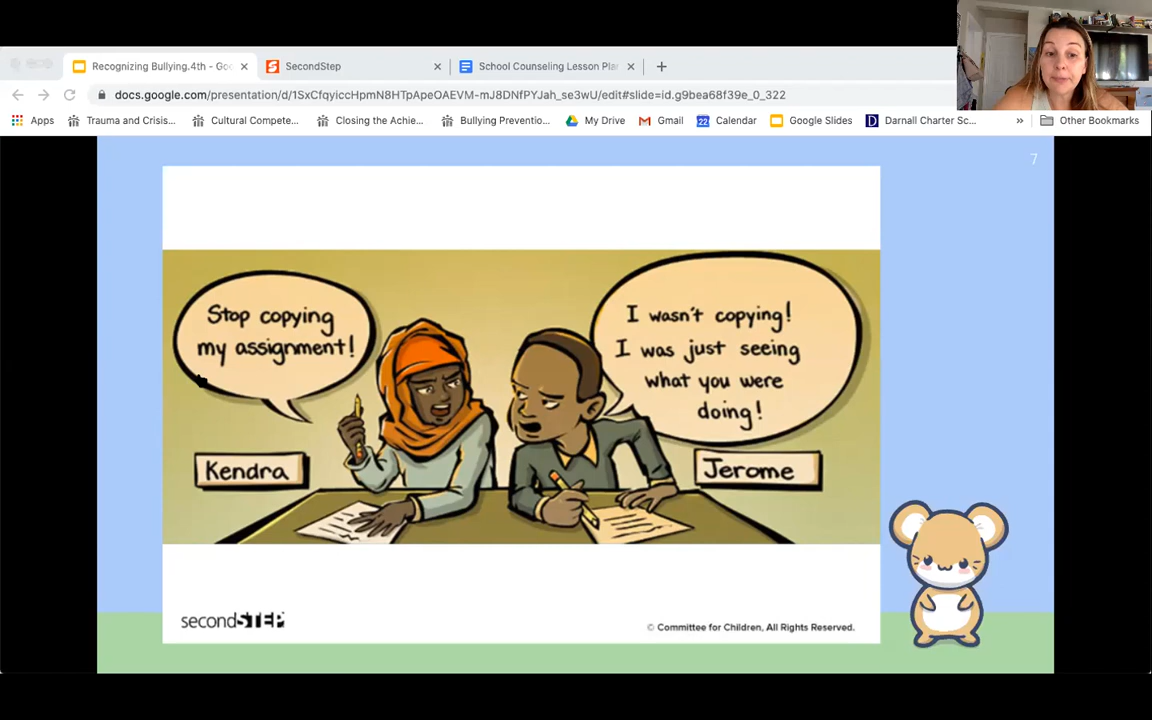 Recognizing Bullying.4th - Goo
SecondStep
School Counseling Lesson Plan
docs.google.com/presentation/d/1SxCfqyiccHpmN8HTpApeOAEVM-mJ8DNfPYJah_se3wU/edit#slide=id.g9bea68f39e_0_322
Apps
Trauma and Crisis...
Cultural Compete...
Closing the Achie...
Bullying Preventio...
My Drive
Gmail
22
Calendar
Google Slides
D
Darnall Charter Sc...
»
Other Bookmarks
7
Stop copying
my assignment!
I wasn't copying!
I was just seeing
what you were
doing!
Kendra
Jerome
secondSTEP
© Committee for Children, All Rights Reserved.